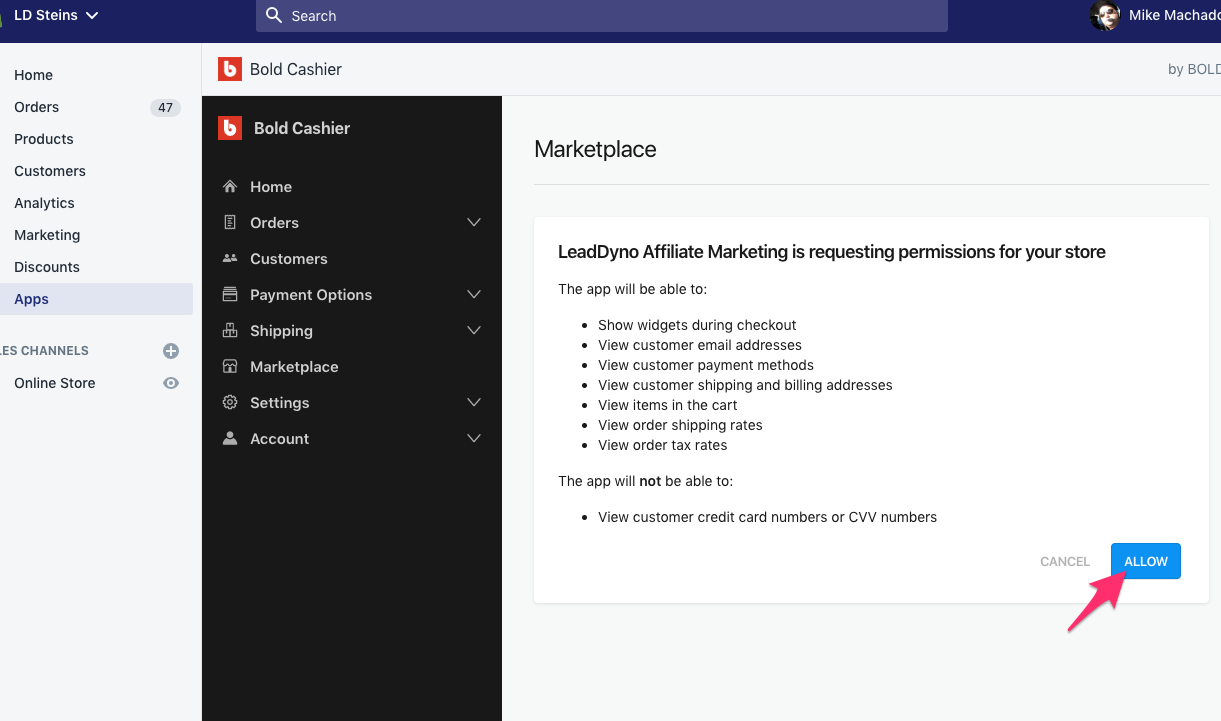 LD Steins
Search
Mike Machado
Home
Orders
47
Products
Customers
Analytics
Marketing
Discounts
Apps
LES CHANNELS
Online Store
Bold Cashier
by BOLD
Bold Cashier
Home
Orders
Customers
Payment Options
Shipping
Marketplace
Settings
Account
Marketplace
LeadDyno Affiliate Marketing is requesting permissions for your store
The app will be able to:
• Show widgets during checkout
• View customer email addresses
• View customer payment methods
• View customer shipping and billing addresses
• View items in the cart
• View order shipping rates
• View order tax rates
The app will not be able to:
• View customer credit card numbers or CVV numbers
CANCEL
ALLOW